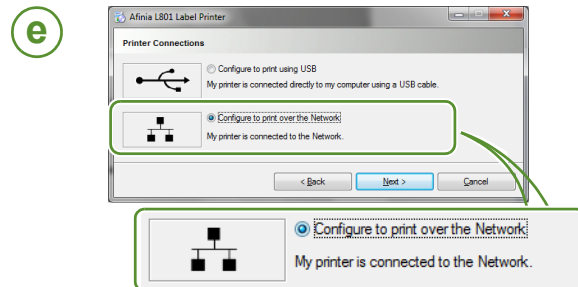 e
Afinia L801 Label Printer
Printer Connections
Configure to print using USB
My printer is connected directly to my computer using a USB cable.
Configure to print over the Network
My printer is connected to the Network.
< Back
Next >
Cancel
Configure to print over the Network
My printer is connected to the Network.